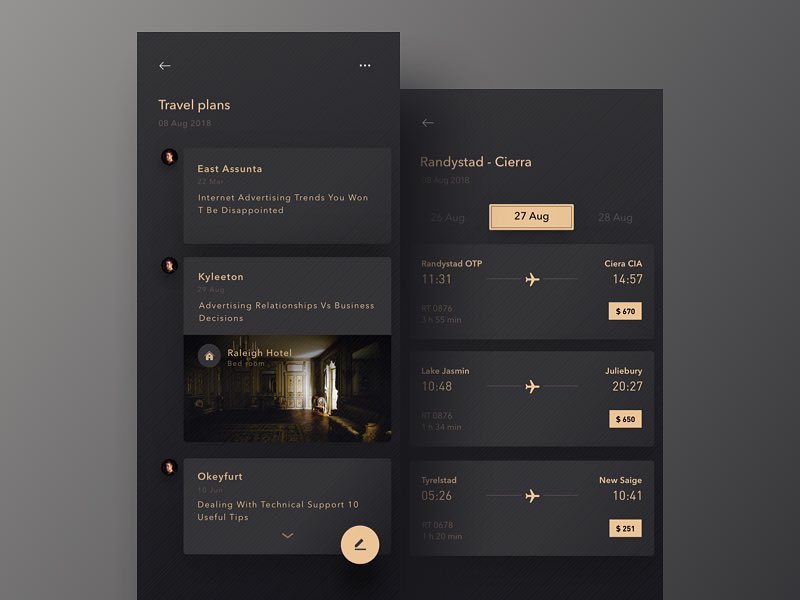 Travel plans
08 Aug 2018
East Assunta
22 Mar
Internet Advertising Trends You Won
T Be Disappointed
Kyleeton
29 Aug
Advertising Relationships Vs Business
Decisions
Raleigh Hotel
Bed room
Okeyfurt
10 Jun
Dealing With Technical Support 10
Useful Tips
Randystad - Cierra
08 Aug 2018
26 Aug
27 Aug
28 Aug
Randystad OTP
Ciera CIA
11:31
14:57
RT 0876
3 h 55 min
$ 670
Lake Jasmin
Juliebury
10:48
20:27
RT 0876
1 h 34 min
$ 650
Tyrelstad
New Saige
05:26
10:41
RT 0678
1 h 20 min
$ 251